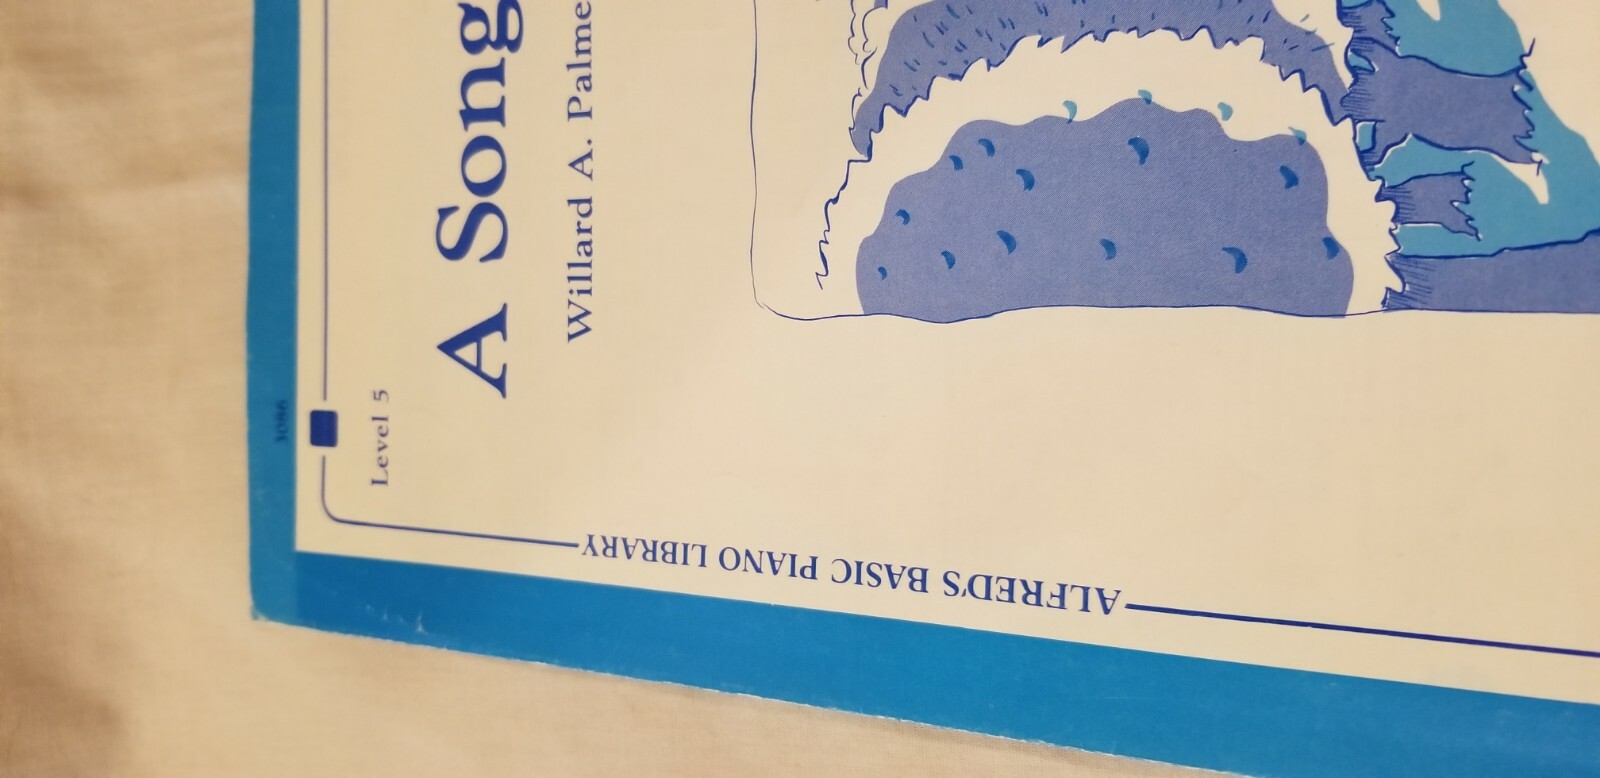 3086
Level 5
A Song
Willard A. Palme
ALFRED'S BASIC PIANO LIBRARY